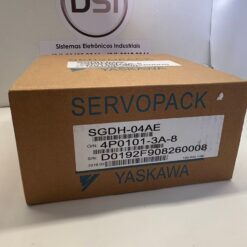 DSI
Sistemas Eletrônicos Industriais
SERVOPACK
SGDH-04AE
O/N 4P0101-3A-8
S/N D0192F908260008
YASKAWA